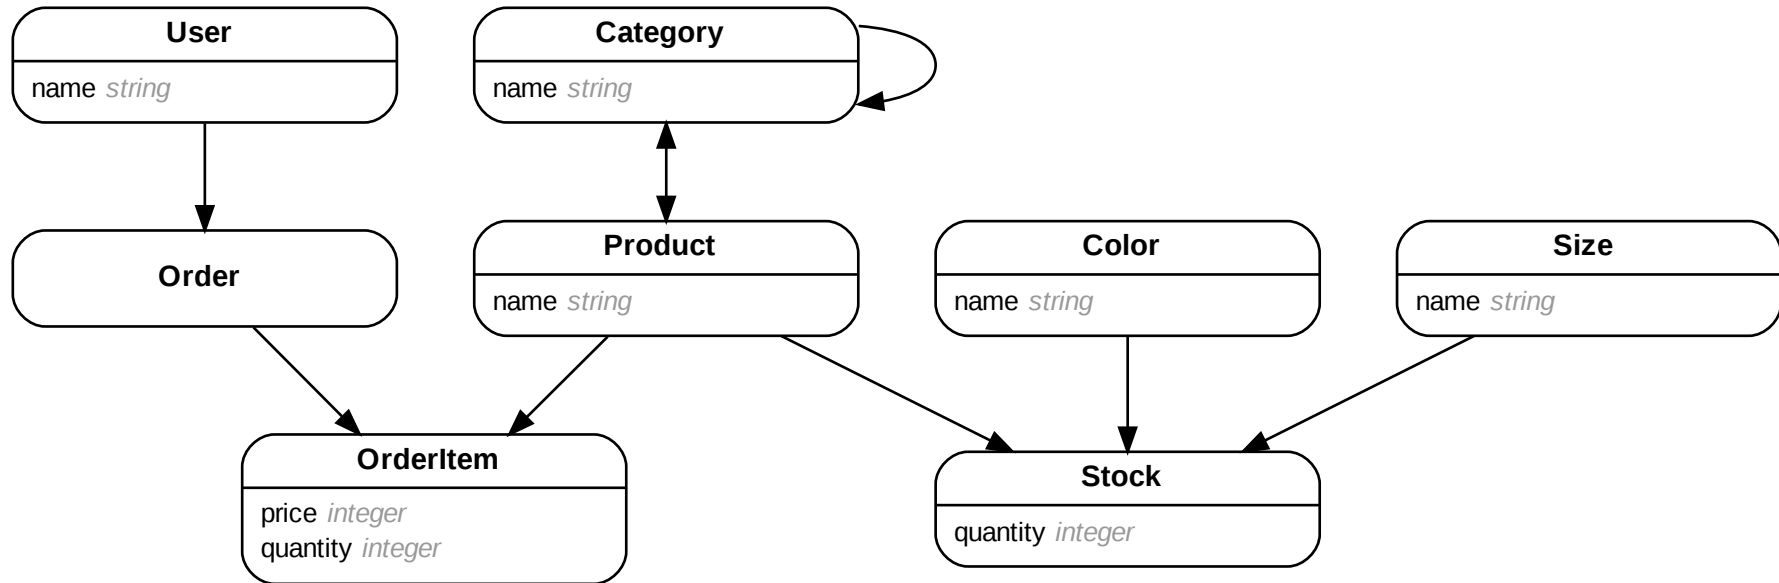 User
name string
Category
name string
Order
Product
name string
Color
name string
Size
name string
OrderItem
price integer
quantity integer
Stock
quantity integer